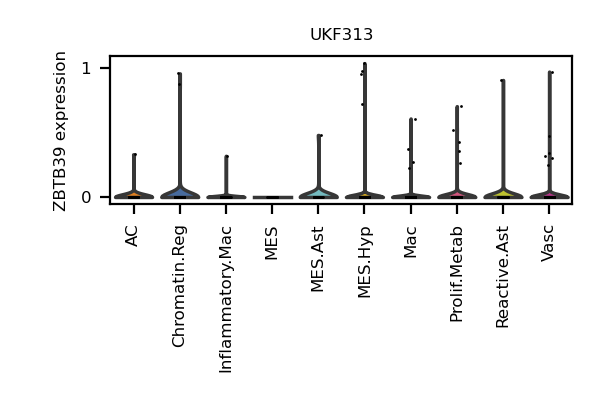 UKF313
ZBTB39 expression
1
0
AC
Chromatin.Reg
Inflammatory.Mac
MES
MES.Ast
MES.Hyp
Mac
Prolif.Metab
Reactive.Ast
Vasc